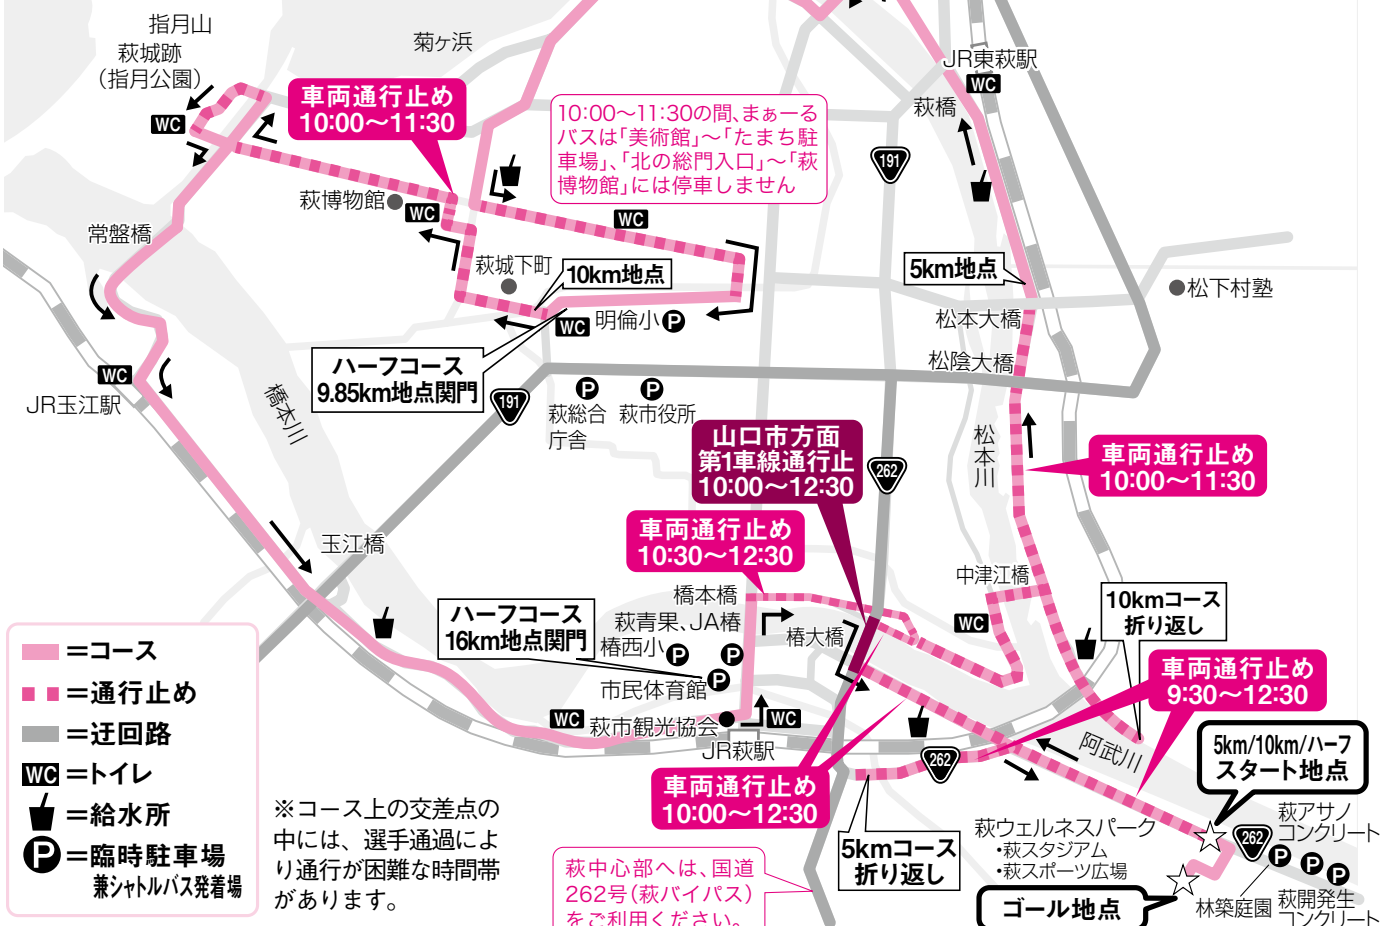 指月山
萩城跡
（指月公園）
菊ヶ浜
JR東萩駅
WC
萩橋
WC
車両通行止め
10:00〜11:30
10:00〜11:30の間、まぁーる
バスは「美術館」〜「たまち駐
車場」、「北の総門入口」〜「萩
博物館」には停車しません
191
萩博物館
WC
WC
常盤橋
萩城下町
10km地点
5km地点
松下村塾
WC
明倫小
P
松本大橋
松陰大橋
ハーフコース
9.85km地点関門
WC
JR玉江駅
橋本川
191
P
萩総合
庁舎
P
萩市役所
山口市方面
第1車線通行止
10:00〜12:30
262
松本川
車両通行止め
10:00〜11:30
車両通行止め
10:30〜12:30
玉江橋
中津江橋
橋本橋
ハーフコース
16km地点関門
萩青果、JA椿
椿西小
P
P
市民体育館
P
椿大橋
WC
10kmコース
折り返し
車両通行止め
9:30〜12:30
WC
萩市観光協会
WC
JR萩駅
262
阿武川
5km/10km/ハーフ
スタート地点
車両通行止め
10:00〜12:30
5kmコース
折り返し
萩ウェルネスパーク
・萩スタジアム
・萩スポーツ広場
262
萩アサノ
コンクリート
P
P
P
ゴール地点
林築庭園
萩開発生
コンクリート
萩中心部へは、国道
262号（萩バイパス）
をご利用ください。
＝コース
＝通行止め
＝迂回路
WC＝トイレ
＝給水所
P＝臨時駐車場
兼シャトルバス発着場
※コース上の交差点の
中には、選手通過によ
り通行が困難な時間帯
があります。